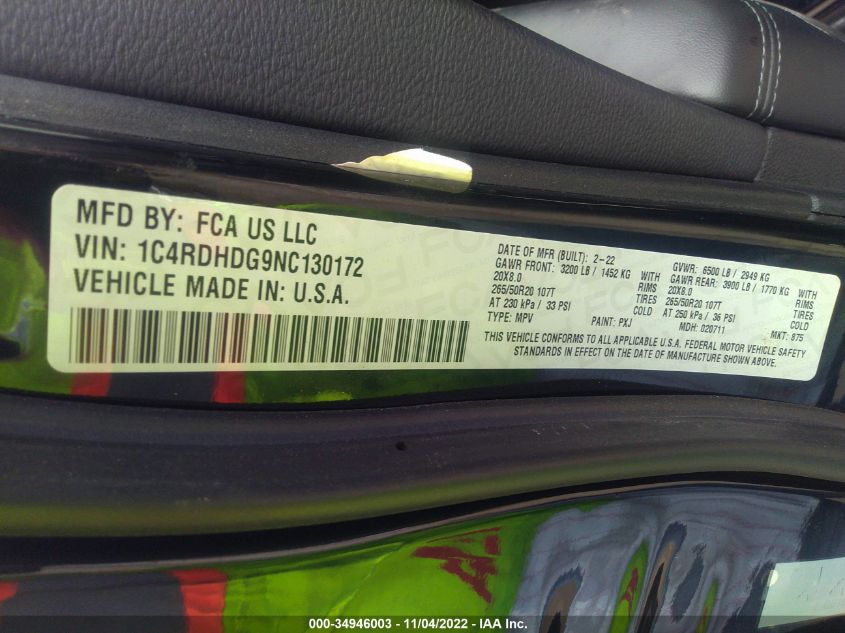 MFD BY: FCA US LLC
VIN: 1C4RDHDG9NC130172
VEHICLE MADE IN: U.S.A.
DATE OF MFR (BUILT): 2-22 GVWR: 6500 LB / 2949 KG
GAWR FRONT: 3200 LB / 1452 KG WITH GAWR REAR: 3900 LB / 1770 KG WITH
20X8.0 RIMS 20X8.0 RIMS
265/50R20 107T TIRES 265/50R20 107T TIRES
AT 230 kPa / 33 PSI COLD AT 250 kPa / 36 PSI COLD
TYPE: MPV PAINT: PXJ MDH: 020711 MKT: 875
THIS VEHICLE CONFORMS TO ALL APPLICABLE U.S.A. FEDERAL MOTOR VEHICLE SAFETY
STANDARDS IN EFFECT ON THE DATE OF MANUFACTURE SHOWN ABOVE.
000-34946003 - 11/04/2022 - IAA Inc.